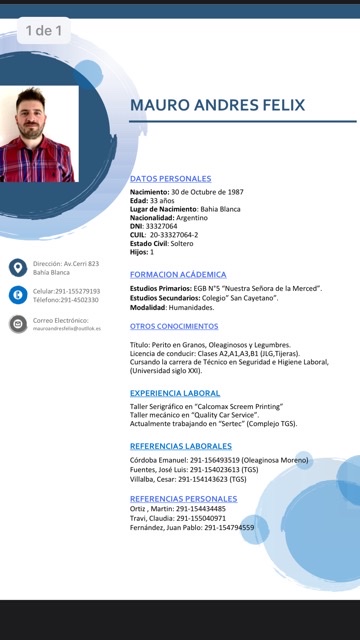 1 de 1
MAURO ANDRES FELIX
DATOS PERSONALES
Nacimiento: 30 de Octubre de 1987
Edad: 33 años
Lugar de Nacimiento: Bahia Blanca
Nacionalidad: Argentino
DNI: 33327064
CUIL: 20-33327064-2
Estado Civil: Soltero
Hijos: 1
Dirección: Av.Cerri 823
Bahía Blanca
Celular:291-155279193
Télefono:291-4502330
Correo Electrónico:
mauroandresfelix@outllok.es
FORMACION ACÁDEMICA
Estudios Primarios: EGB N°5 "Nuestra Señora de la Merced".
Estudios Secundarios: Colegio" San Cayetano".
Modalidad: Humanidades.
OTROS CONOCIMIENTOS
Titulo: Perito en Granos, Oleaginosos y Legumbres.
Licencia de conducir: Clases A2,A1,A3,B1 (JLG,Tijeras).
Cursando la carrera de Técnico en Seguridad e Higiene Laboral,
(Universidad siglo XXI).
EXPERIENCIA LABORAL
Taller Serigráfico en "Calcomax Screem Printing"
Taller mecánico en "Quality Car Service".
Actualmente trabajando en "Sertec" (Complejo TGS).
REFERENCIAS LABORALES
Córdoba Emanuel: 291-156493519 (Oleaginosa Moreno)
Fuentes, José Luis: 291-154023613 (TGS)
Villalba, Cesar: 291-154143623 (TGS)
REFERENCIAS PERSONALES
Ortiz , Martin: 291-154434485
Travi, Claudia: 291-155040971
Fernández, Juan Pablo: 291-154794559